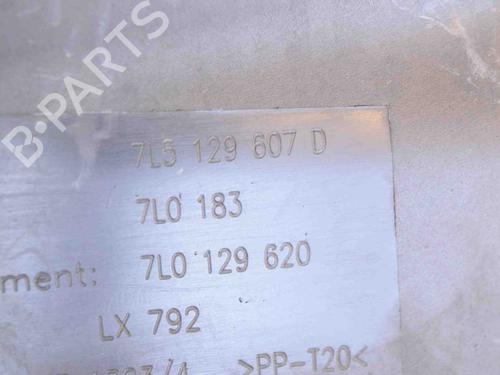 B-PARTS
7L5 129 607 D
7L0 183
ment: 7L0 129 620
LX 792
>PP-T20<